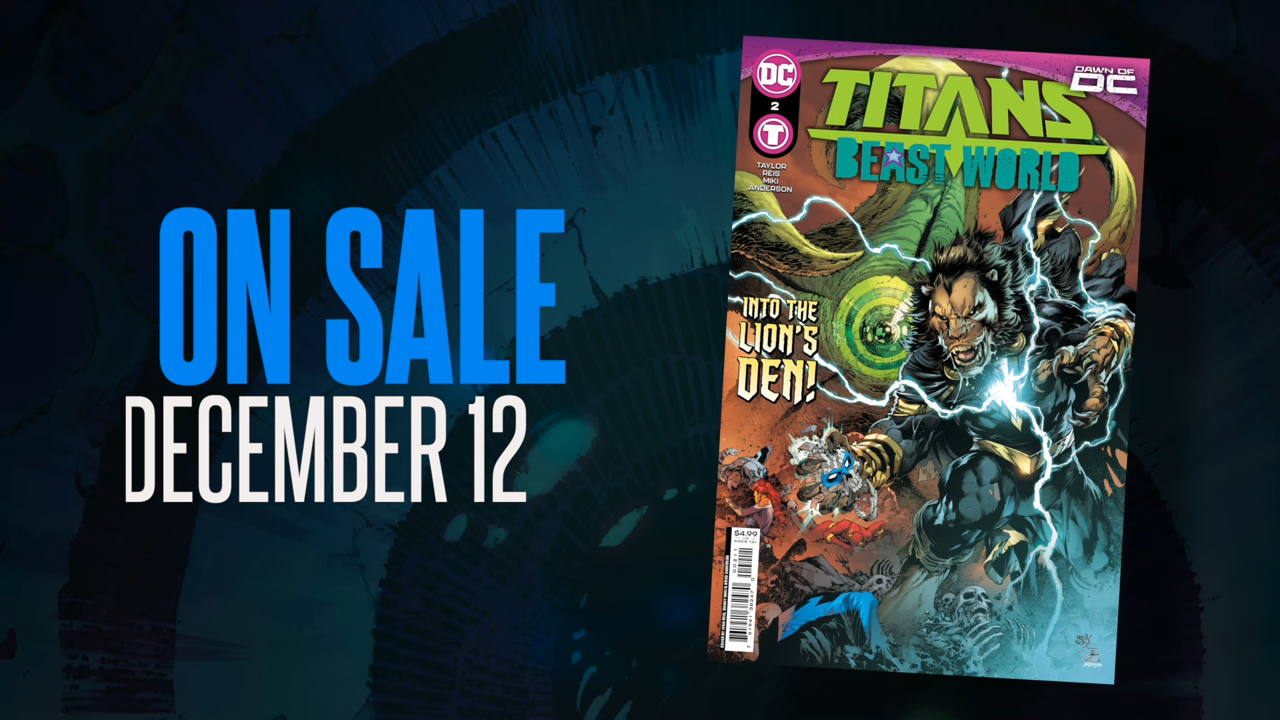 ON SALE
DECEMBER 12
DC
2
T
TAYLOR
REIS
MIKI
ANDERSON
DAWN OF
DC
TITANS
BEAST WORLD
INTO THE
LION'S
DEN!
$4.99